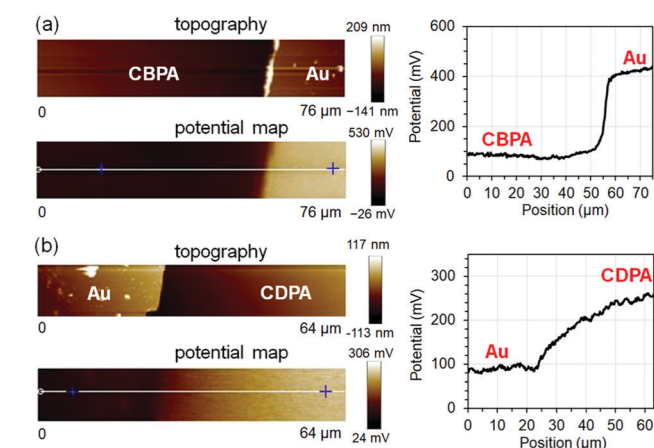 (a)
topography
209 nm
CBPA
Au
0
76 μm
−141 nm
potential map
530 mV
0
76 μm
−26 mV
Potential (mV)
600
400
200
0
Au
CBPA
0 10 20 30 40 50 60 70
Position (μm)
(b)
topography
117 nm
Au
CDPA
0
64 μm
-113 nm
potential map
306 mV
0
64 μm
24 mV
Potential (mV)
300
200
100
0
CDPA
Au
0 10 20 30 40 50 60
Position (μm)